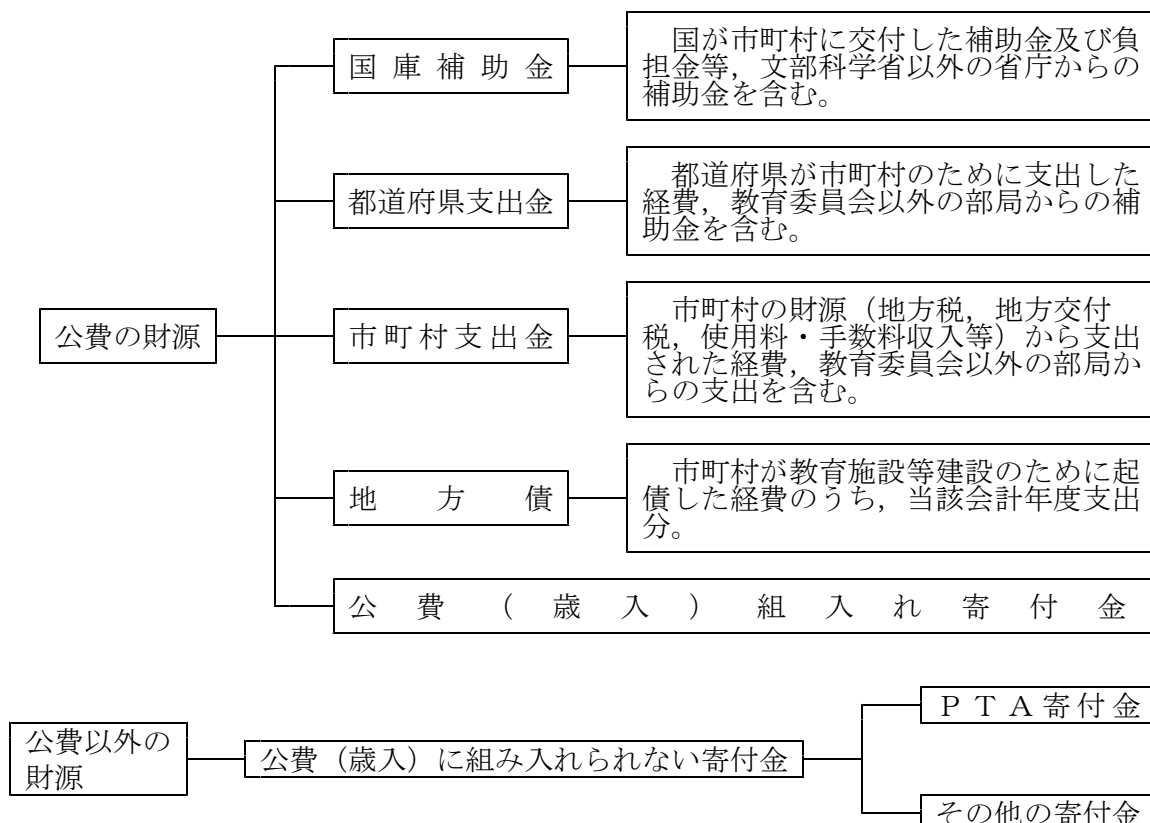 国庫補助金
国が市町村に交付した補助金及び負
担金等，文部科学省以外の省庁からの
補助金を含む。
都道府県支出金
都道府県が市町村のために支出した
経費，教育委員会以外の部局からの補
助金を含む。
公費の財源
市町村支出金
市町村の財源（地方税，地方交付
税，使用料・手数料収入等）から支出
された経費，教育委員会以外の部局か
らの支出を含む。
地方債
市町村が教育施設等建設のために起
債した経費のうち，当該会計年度支出
分。
公費（歳入）組入れ寄付金
公費以外の
財源
公費（歳入）に組み入れられない寄付金
ＰＴＡ寄付金
その他の寄付金